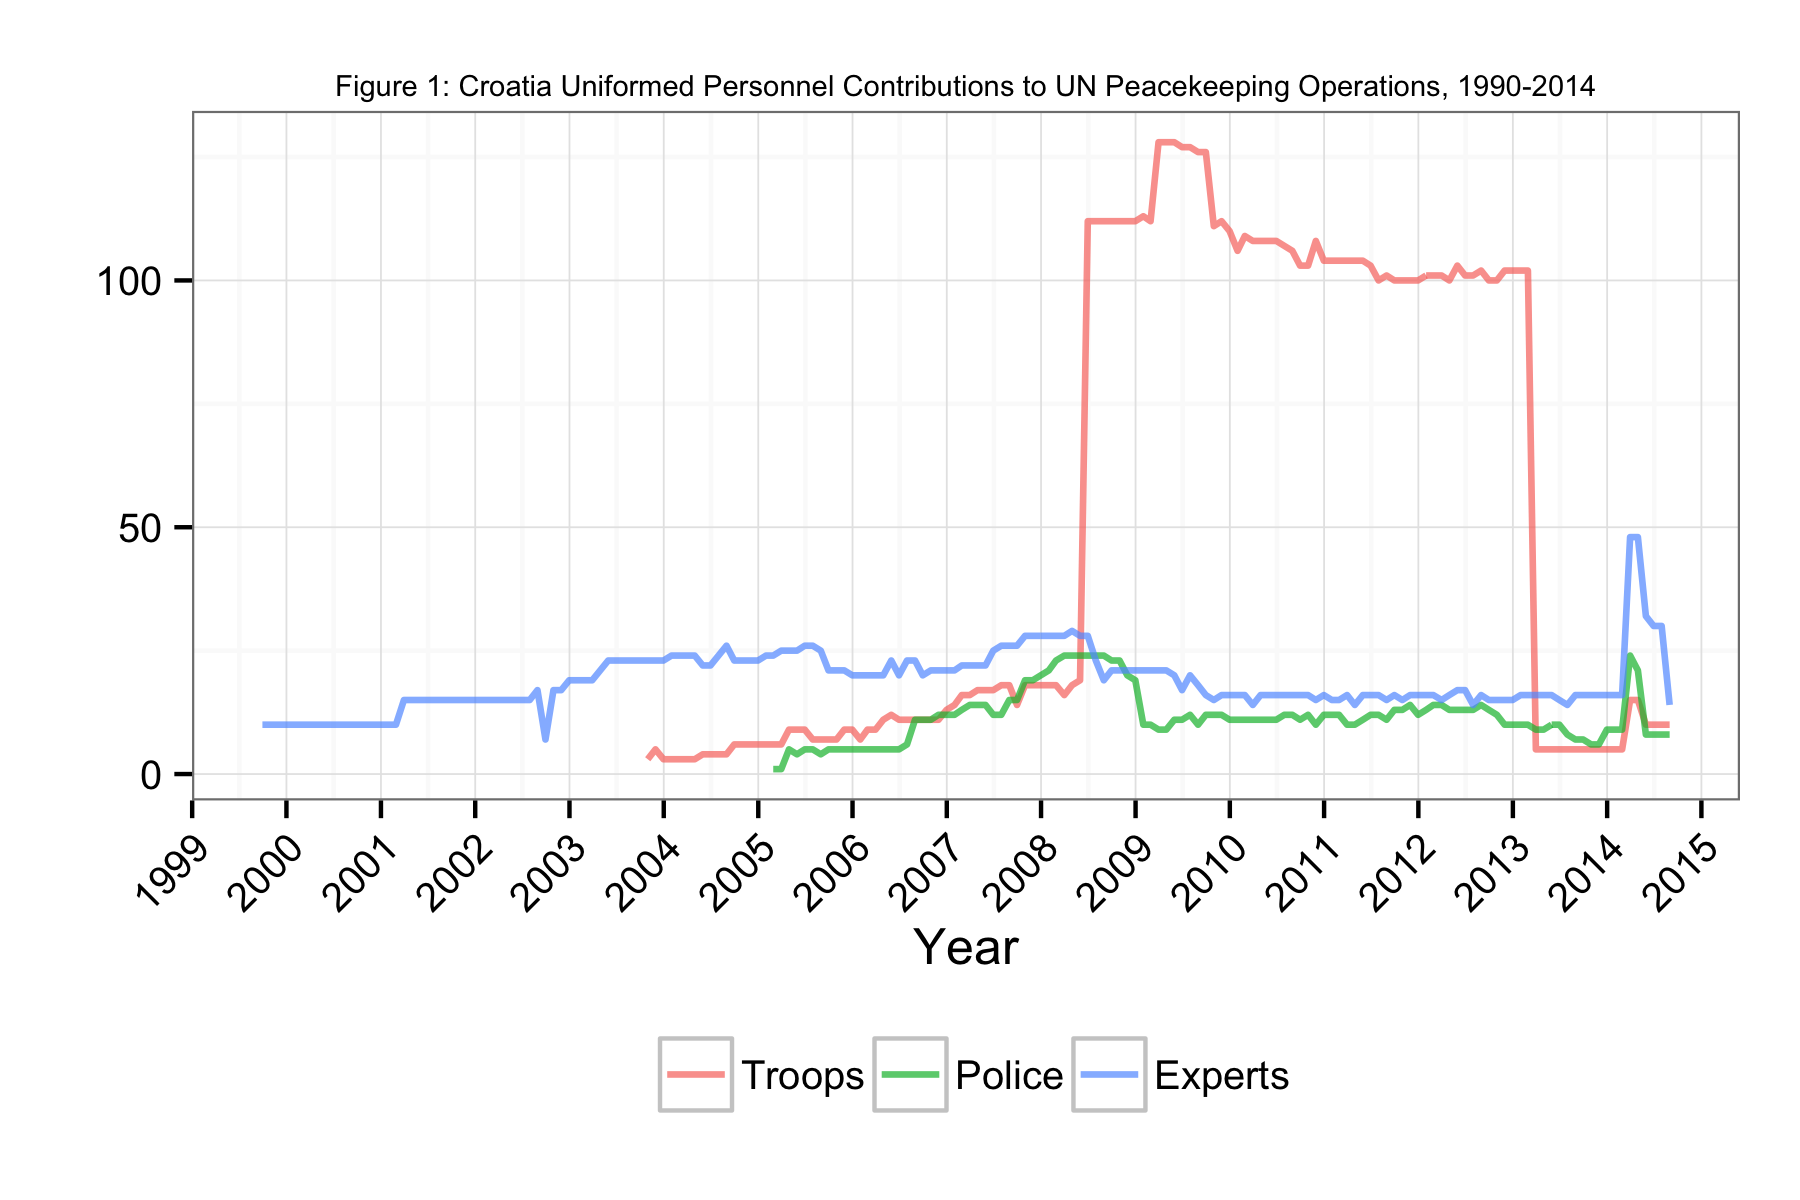 Figure 1: Croatia Uniformed Personnel Contributions to UN Peacekeeping Operations, 1990-2014
100
50
0
1999 2000 2001 2002 2003 2004 2005 2006 2007 2008 2009 2010 2011 2012 2013 2014 2015
Year
Troops Police Experts